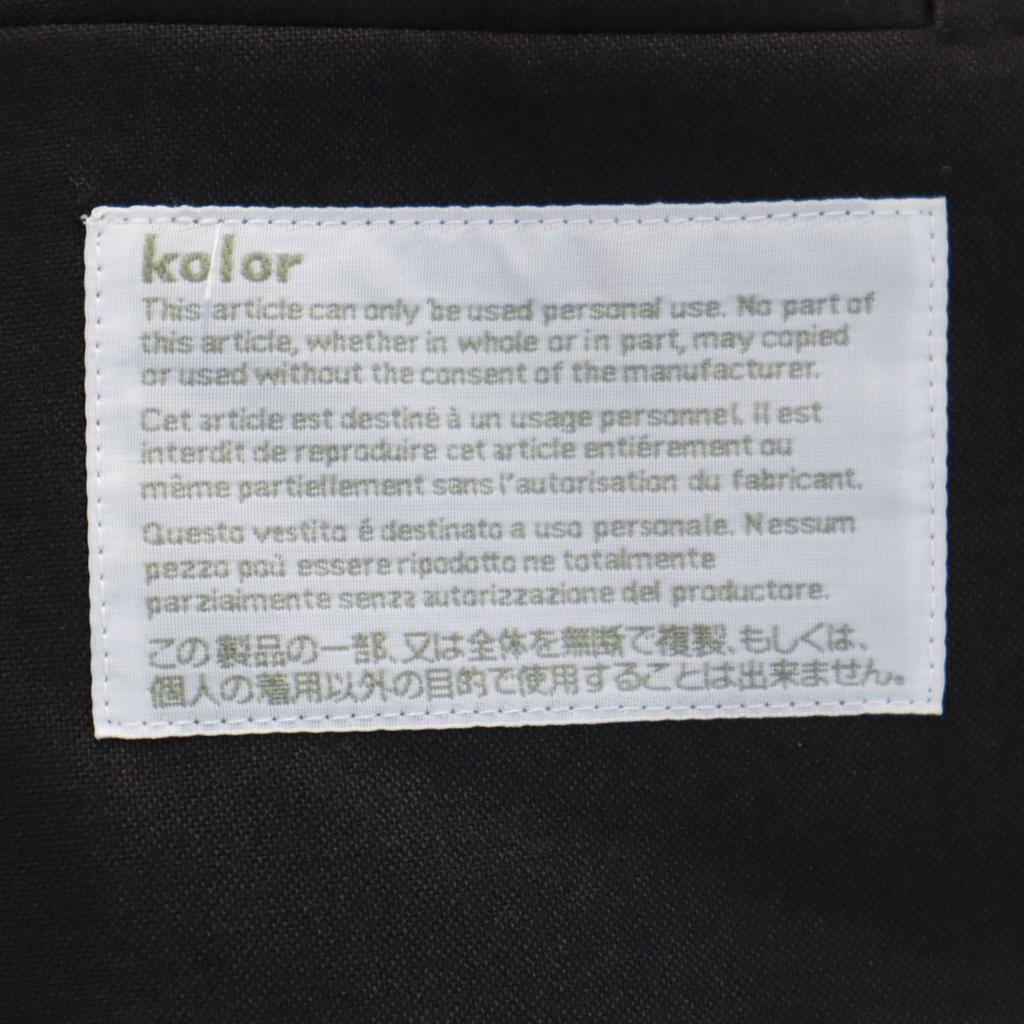 kolor
This article can only be used personal use. No part of
this article, whether in whole or in part, may copied
or used without the consent of the manufacturer.
Cet article est destiné à un usage personnel. il est
interdit de reproduire cet article entiérement ou
même partiellement sans l'autorisation du fabricant.
Questo vestito é destinato a uso personale. Nessum
pezzo poù essere ripodotto ne totalmente
parzialmente senza autorizzazione del productore.
この製品の一部、又は全体を無断で複製、もしくは、
個人の着用以外の目的で使用することは出来ません。